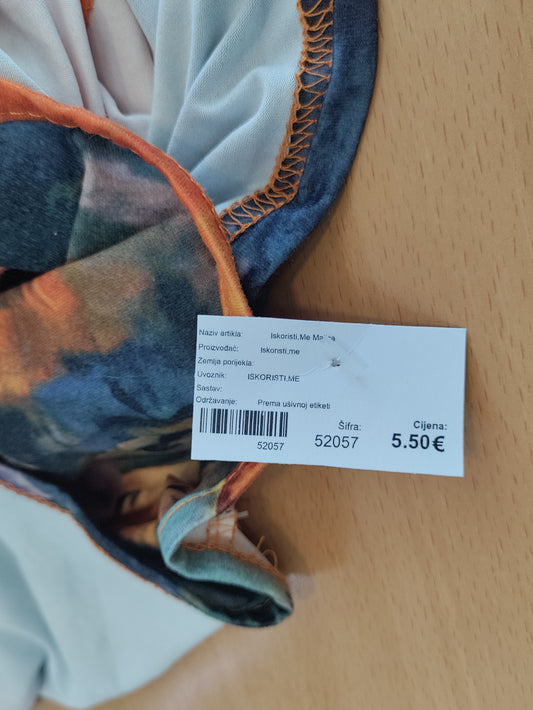 Naziv artikla: Iskoristi,Me
Proizvođač: Iskoristi,me
Zemlja porijekla:
Uvoznik: ISKORISTI,ME
Sastav:
Održavanje: Prema ušivnoj etiketi
52057
Šifra:
52057
Cijena:
5.50€